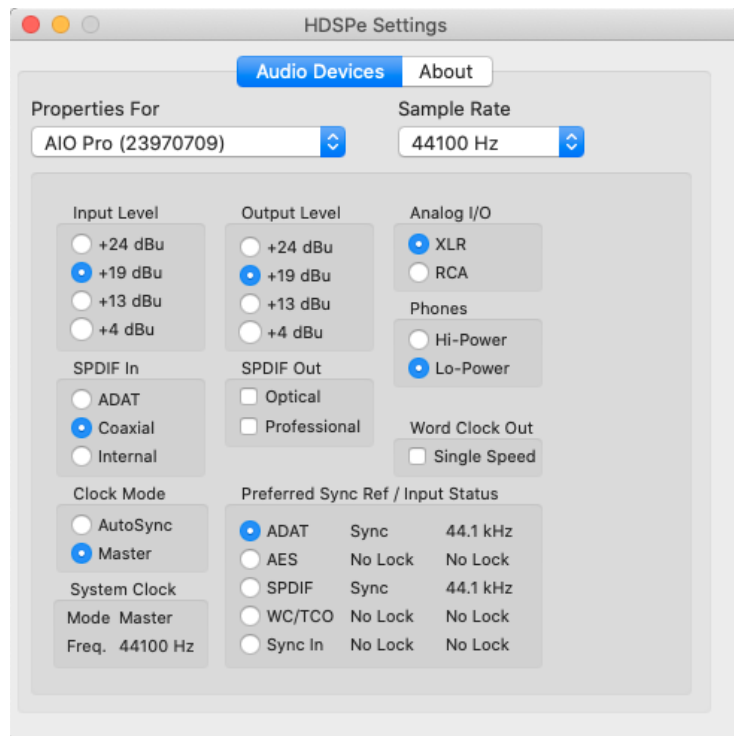 HDSPe Settings
Audio Devices About
Properties For
AIO Pro (23970709)
Sample Rate
44100 Hz
Input Level
+24 dBu
+19 dBu
+13 dBu
+4 dBu
Output Level
+24 dBu
+19 dBu
+13 dBu
+4 dBu
Analog I/O
XLR
RCA
Phones
Hi-Power
Lo-Power
SPDIF In
ADAT
Coaxial
Internal
SPDIF Out
Optical
Professional
Word Clock Out
Single Speed
Clock Mode
AutoSync
Master
System Clock
Mode Master
Freq. 44100 Hz
Preferred Sync Ref / Input Status
ADAT Sync 44.1 kHz
AES No Lock No Lock
SPDIF Sync 44.1 kHz
WC/TCO No Lock No Lock
Sync In No Lock No Lock